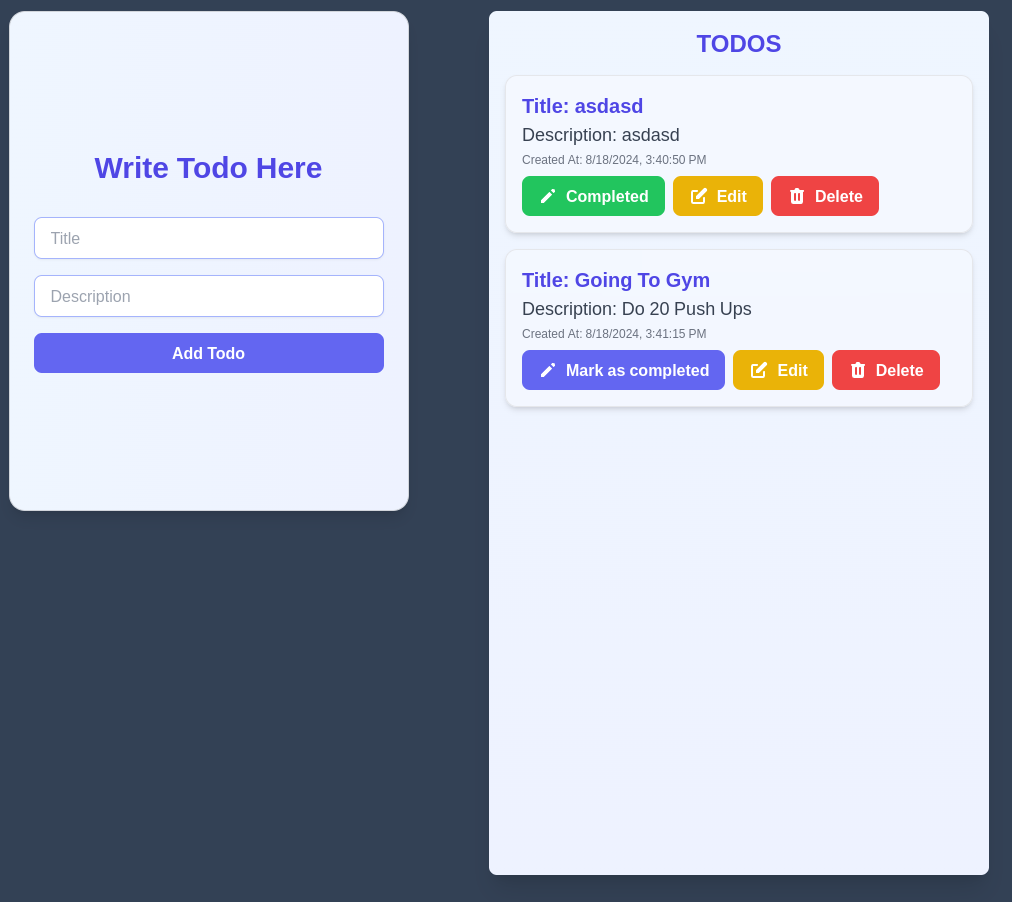 Write Todo Here
Title
Description
Add Todo
TODOS
Title: asdasd
Description: asdasd
Created At: 8/18/2024, 3:40:50 PM
Completed Edit Delete
Title: Going To Gym
Description: Do 20 Push Ups
Created At: 8/18/2024, 3:41:15 PM
Mark as completed Edit Delete